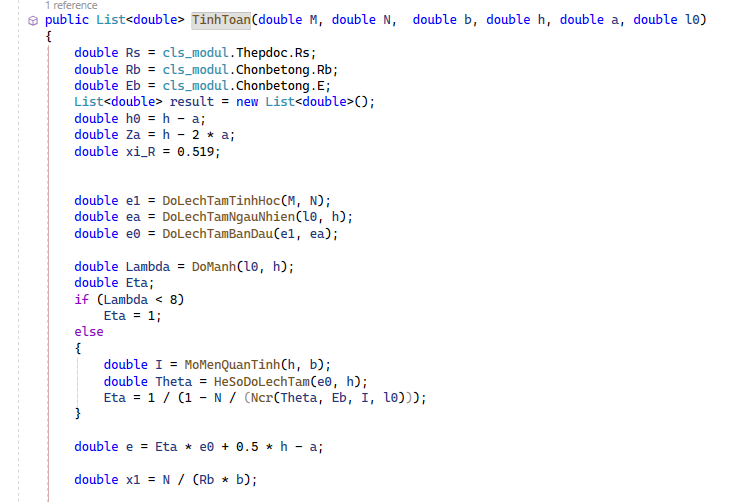 1 reference
public List<double> TinhToan(double M, double N,  double b, double h, double a, double l0)
{
    double Rs = cls_modul.Thepdoc.Rs;
    double Rb = cls_modul.Chonbetong.Rb;
    double Eb = cls_modul.Chonbetong.E;
    List<double> result = new List<double>();
    double h0 = h - a;
    double Za = h - 2 * a;
    double xi_R = 0.519;
    double e1 = DoLechTamTinhHoc(M, N);
    double ea = DoLechTamNgauNhien(l0, h);
    double e0 = DoLechTamBanDau(e1, ea);
    double Lambda = DoManh(l0, h);
    double Eta;
    if (Lambda < 8)
        Eta = 1;
    else
    {
        double I = MoMenQuanTinh(h, b);
        double Theta = HeSoDoLechTam(e0, h);
        Eta = 1 / (1 - N / (Ncr(Theta, Eb, I, l0)));
    }
    double e = Eta * e0 + 0.5 * h - a;
    double x1 = N / (Rb * b);